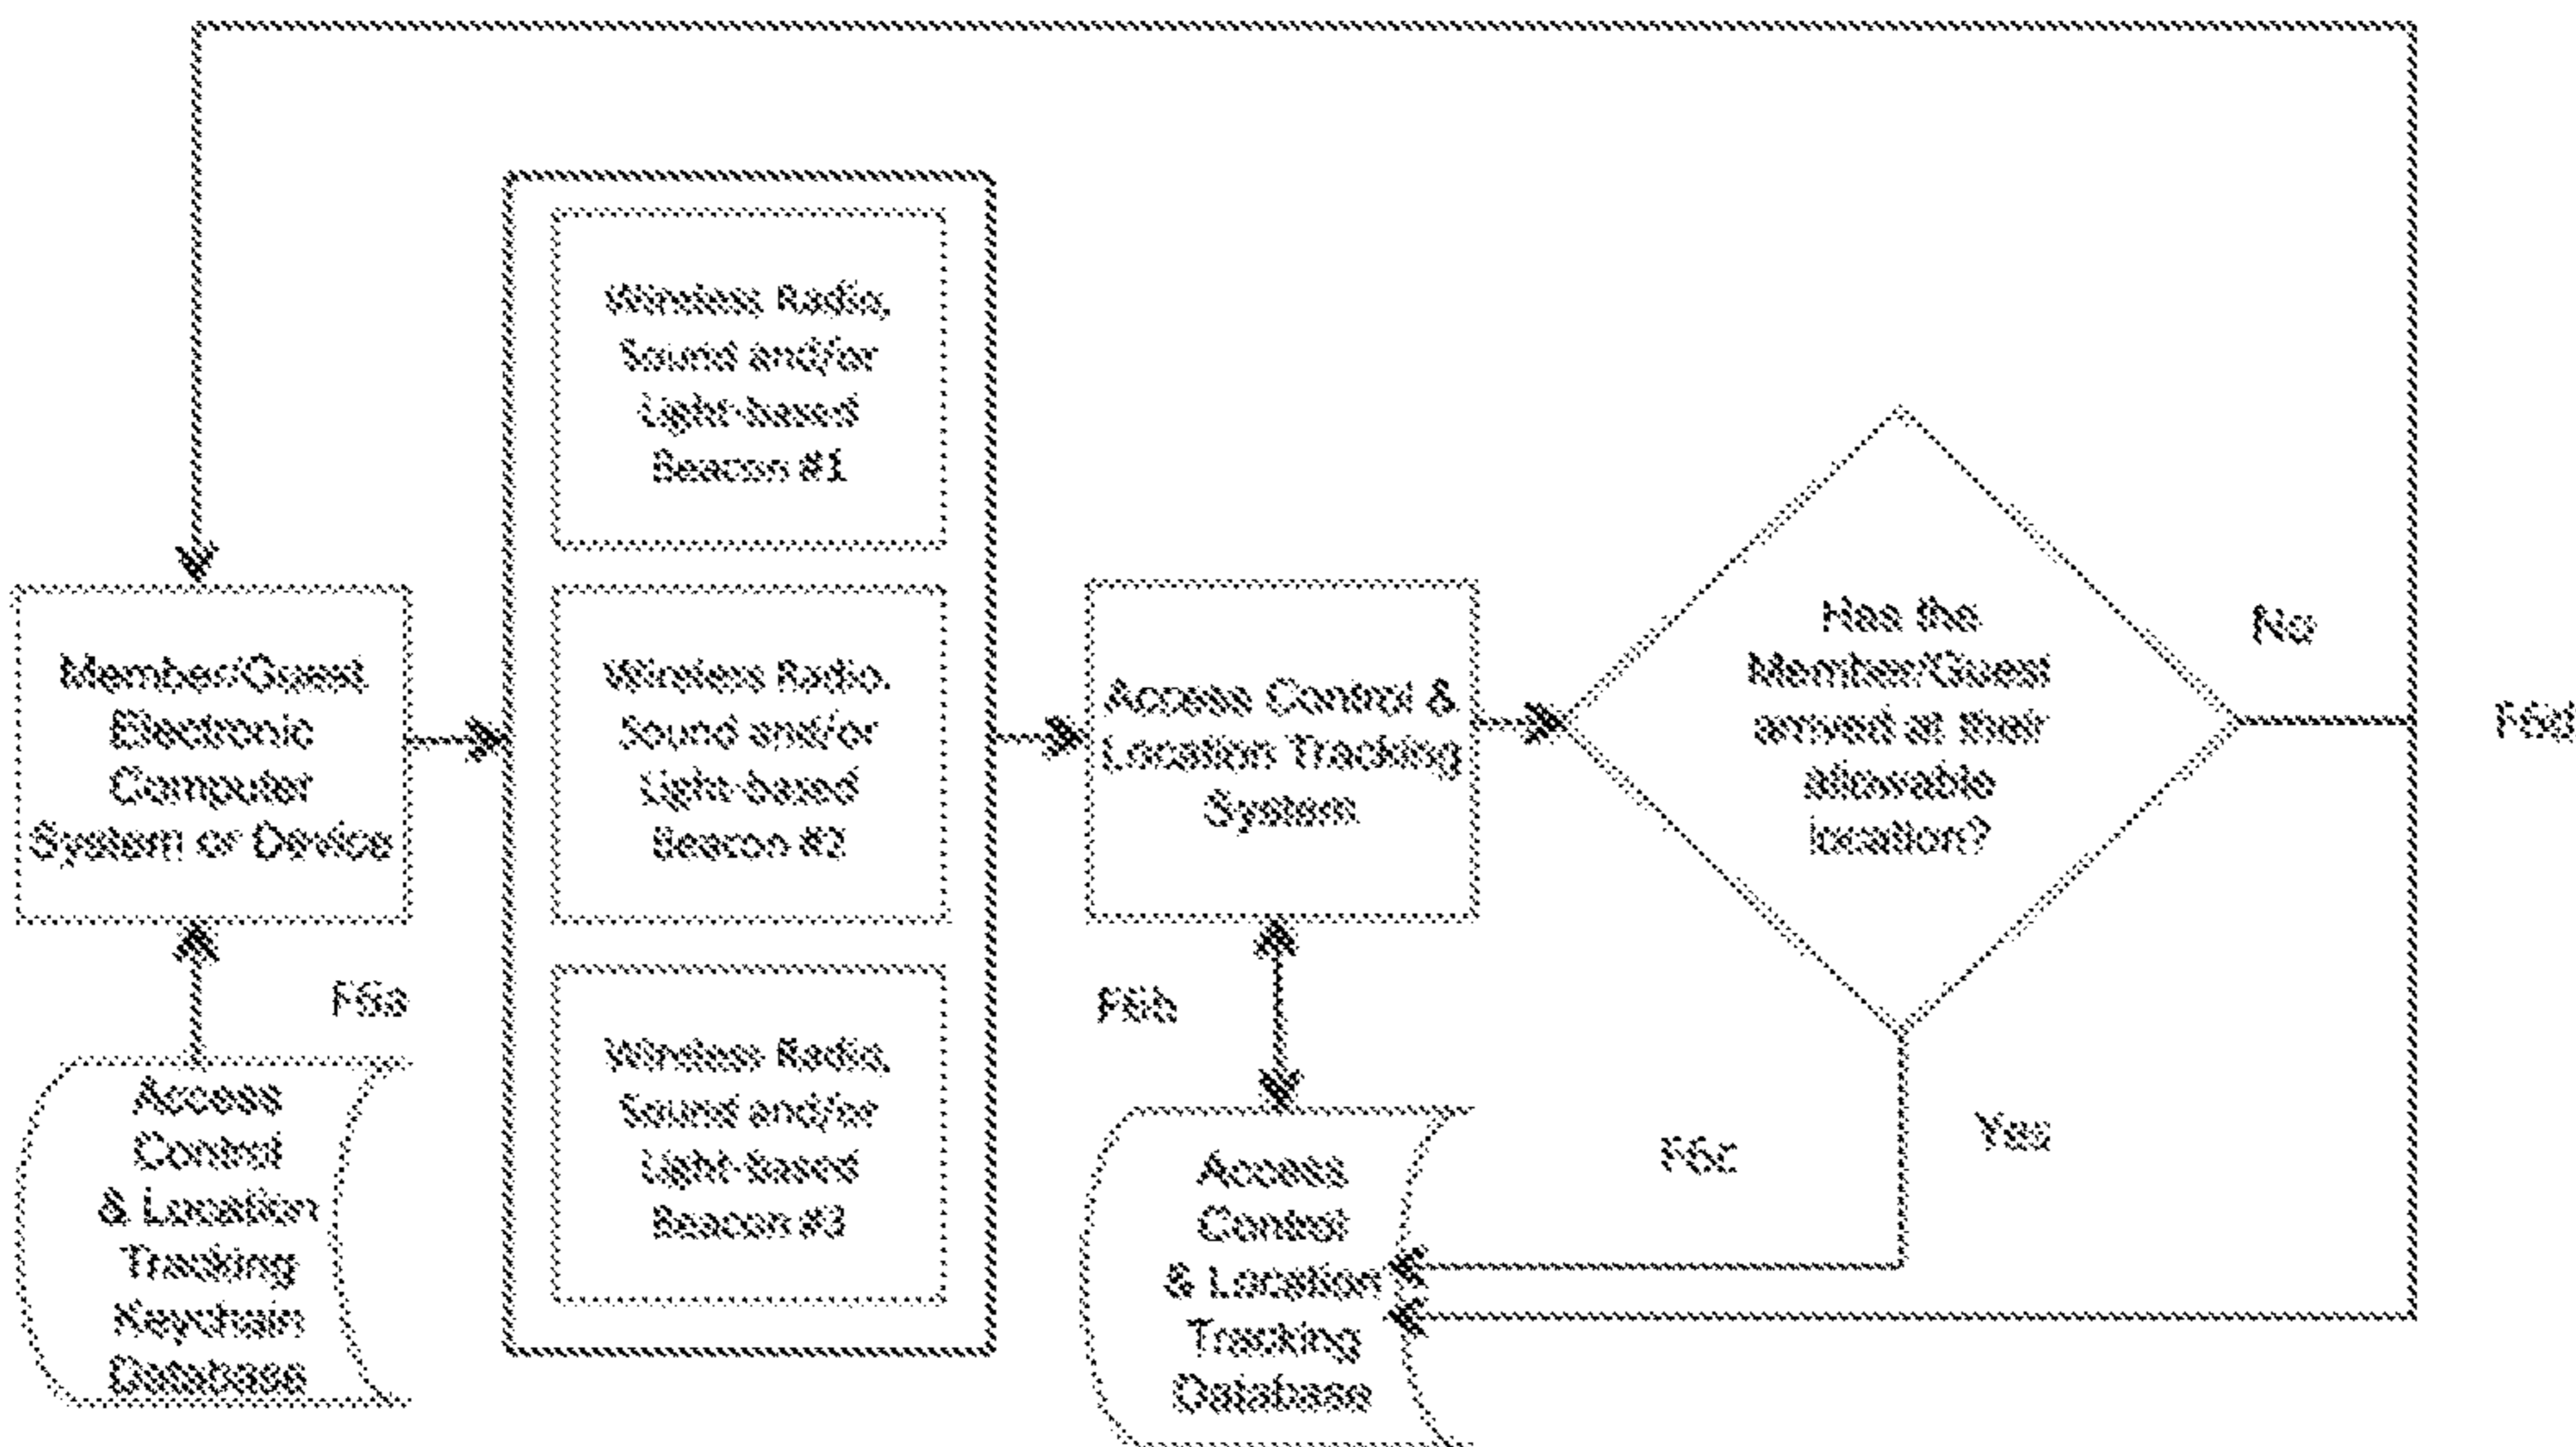 Member/Guest
Electronic
Computer
System or Device
F6a
Access
Control
& Location
Tracking
Keychain
Database
Wireless Radio,
Sound and/or
Light-based
Beacon #1
Wireless Radio,
Sound and/or
Light-based
Beacon #2
Wireless Radio,
Sound and/or
Light-based
Beacon #3
Access Control &
Location Tracking
System
F6b
Access
Control
& Location
Tracking
Database
Has the
Member/Guest
arrived at their
allowable
location?
No
F6d
Yes
F6c